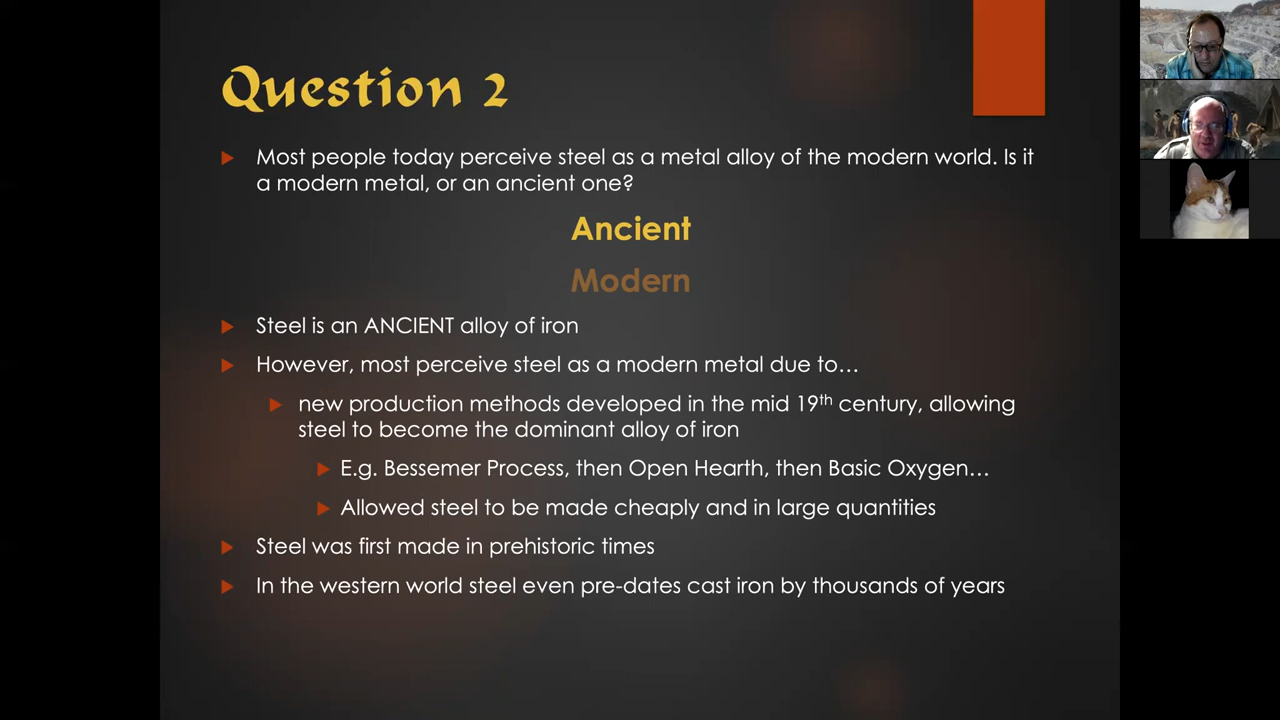 Question 2
Most people today perceive steel as a metal alloy of the modern world. Is it
a modern metal, or an ancient one?
Ancient
Modern
Steel is an ANCIENT alloy of iron
However, most perceive steel as a modern metal due to…
new production methods developed in the mid 19th century, allowing
steel to become the dominant alloy of iron
E.g. Bessemer Process, then Open Hearth, then Basic Oxygen…
Allowed steel to be made cheaply and in large quantities
Steel was first made in prehistoric times
In the western world steel even pre-dates cast iron by thousands of years